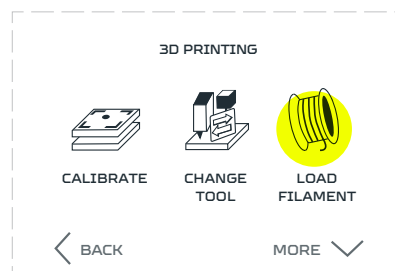 3D PRINTING
CALIBRATE
CHANGE
TOOL
LOAD
FILAMENT
BACK
MORE